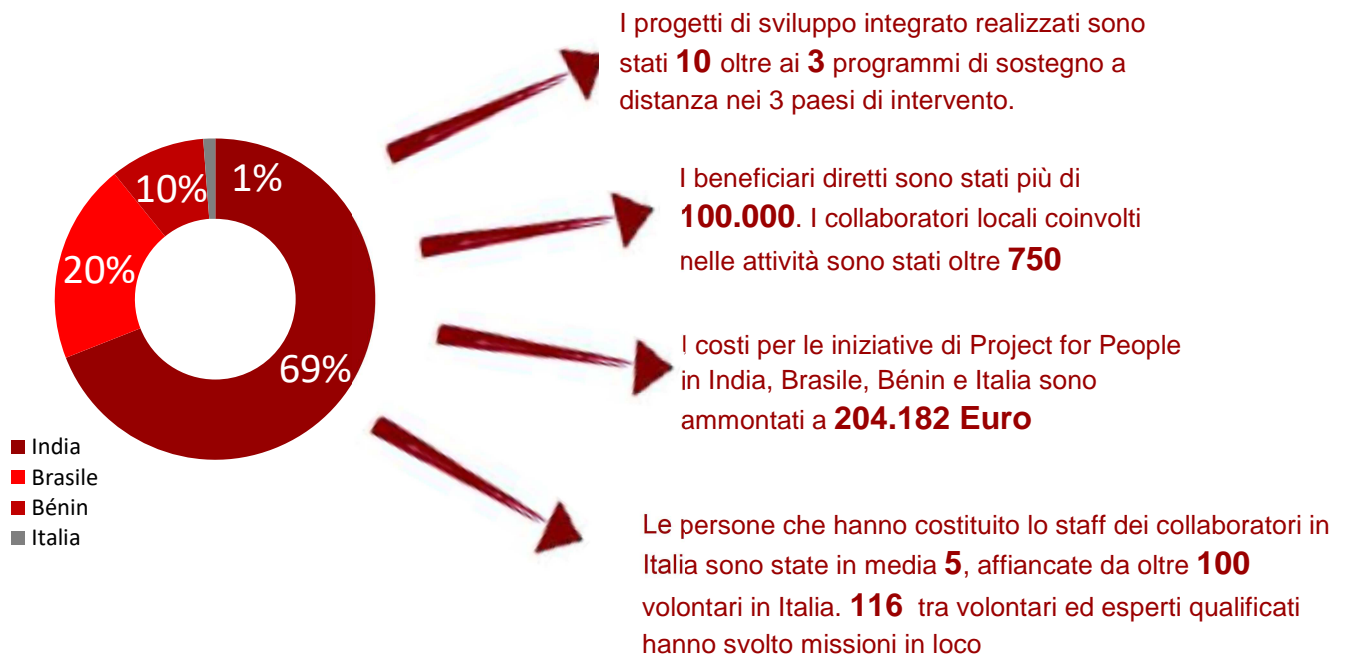 I progetti di sviluppo integrato realizzati sono
stati 10 oltre ai 3 programmi di sostegno a
distanza nei 3 paesi di intervento.
10%
1%
20%
69%
I beneficiari diretti sono stati più di
100.000. I collaboratori locali coinvolti
nelle attività sono stati oltre 750
I costi per le iniziative di Project for People
in India, Brasile, Bénin e Italia sono
ammontati a 204.182 Euro
India
Brasile
Bénin
Italia
Le persone che hanno costituito lo staff dei collaboratori in
Italia sono state in media 5, affiancate da oltre 100
volontari in Italia. 116 tra volontari ed esperti qualificati
hanno svolto missioni in loco